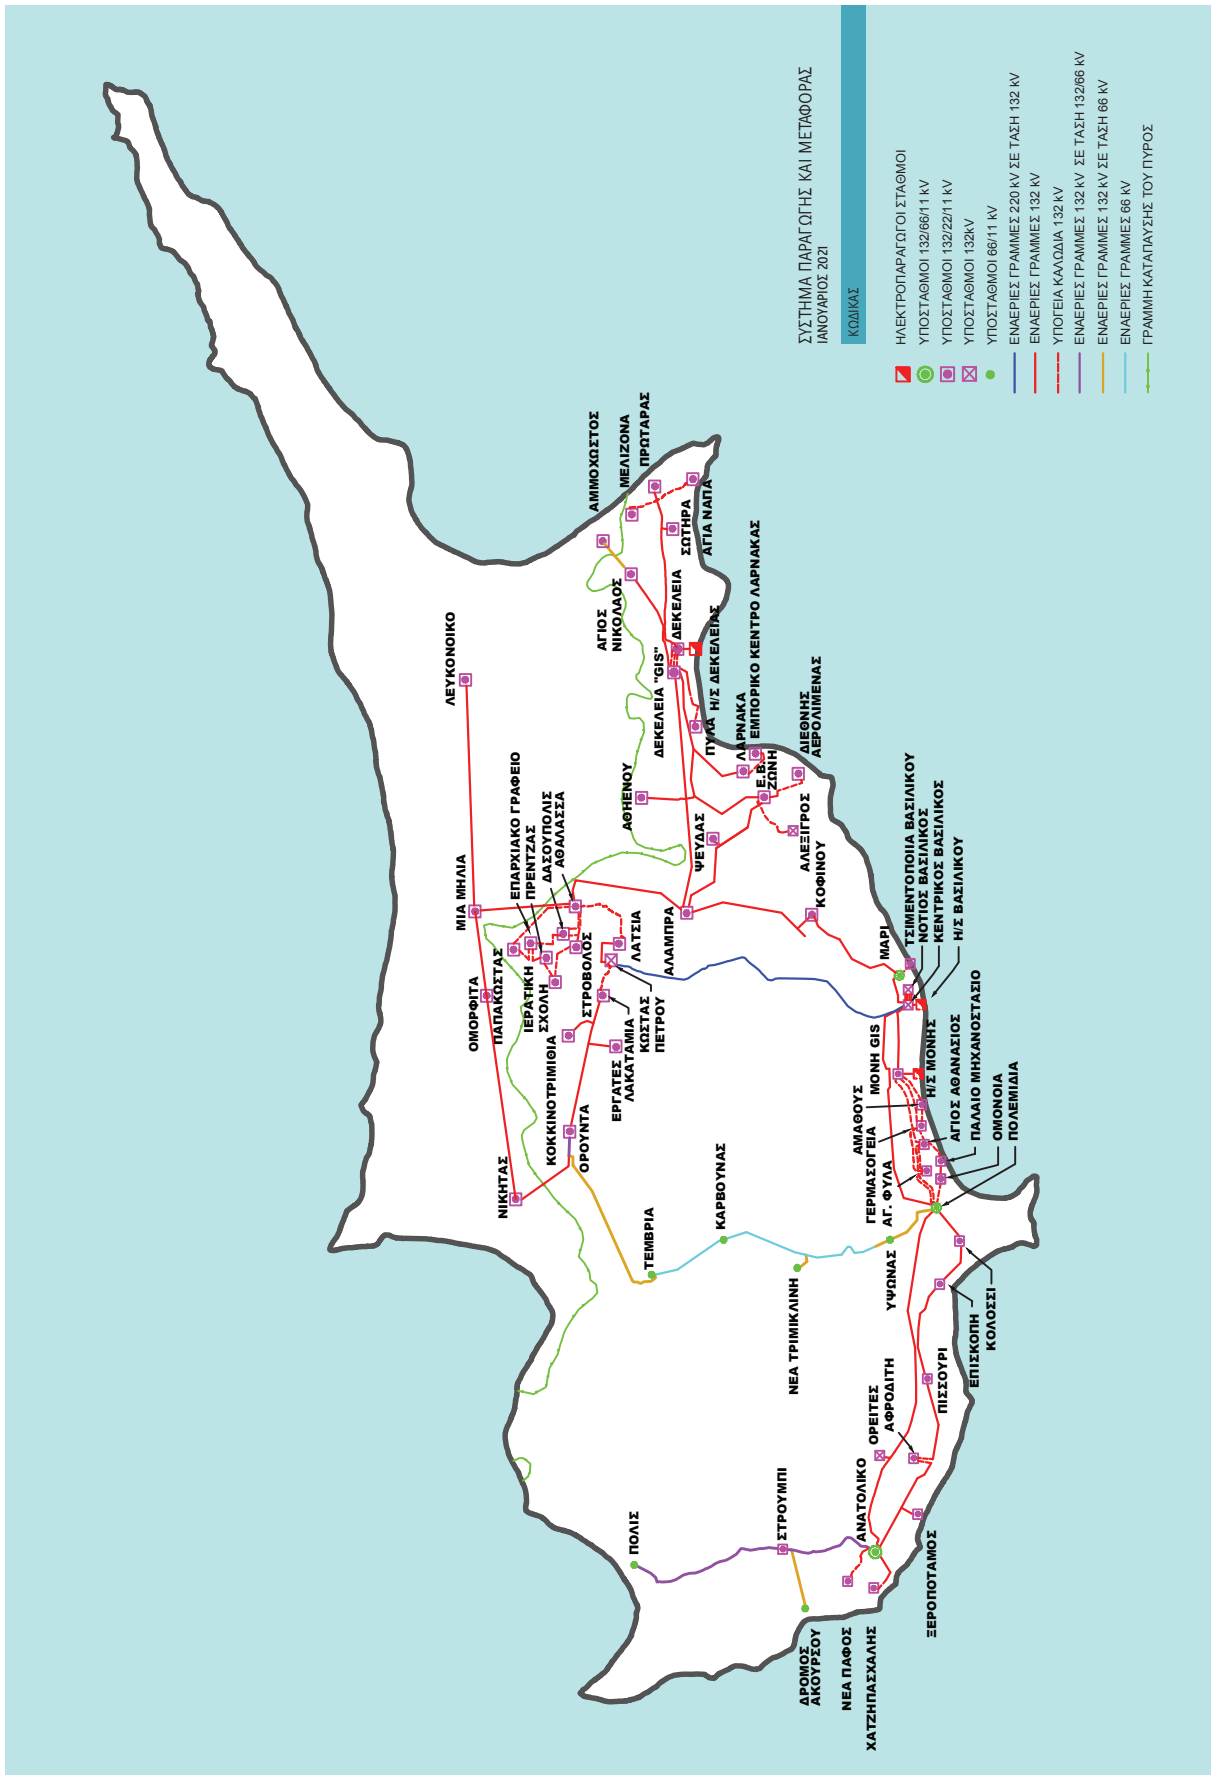 ΣΥΣΤΗΜΑ ΠΑΡΑΓΩΓΗΣ ΚΑΙ ΜΕΤΑΦΟΡΑΣ
ΙΑΝΟΥΑΡΙΟΣ 2021
ΚΩΔΙΚΑΣ
ΗΛΕΚΤΡΟΠΑΡΑΓΩΓΟΙ ΣΤΑΘΜΟΙ
ΥΠΟΣΤΑΘΜΟΙ 132/66/11 kV
ΥΠΟΣΤΑΘΜΟΙ 132/22/11 kV
ΥΠΟΣΤΑΘΜΟΙ 132kV
ΥΠΟΣΤΑΘΜΟΙ 66/11 kV
ΕΝΑΕΡΙΕΣ ΓΡΑΜΜΕΣ 220 kV ΣΕ ΤΑΣΗ 132 kV
ΕΝΑΕΡΙΕΣ ΓΡΑΜΜΕΣ 132 kV
ΥΠΟΓΕΙΑ ΚΑΛΩΔΙΑ 132 kV
ΕΝΑΕΡΙΕΣ ΓΡΑΜΜΕΣ 132 kV ΣΕ ΤΑΣΗ 132/66 kV
ΕΝΑΕΡΙΕΣ ΓΡΑΜΜΕΣ 132 kV ΣΕ ΤΑΣΗ 66 kV
ΕΝΑΕΡΙΕΣ ΓΡΑΜΜΕΣ 66 kV
ΓΡΑΜΜΗ ΚΑΤΑΠΑΥΣΗΣ ΤΟΥ ΠΥΡΟΣ
ΛΕΥΚΟΝΟΙΚΟ
ΜΙΑ ΜΗΛΙΑ
ΟΜΟΡΦΙΤΑ
ΝΙΚΗΤΑΣ
ΠΑΠΑΚΩΣΤΑΣ
ΕΠΑΡΧΙΑΚΟ ΓΡΑΦΕΙΟ
ΠΡΕΝΤΖΑΣ
ΔΑΣΟΥΠΟΛΙΣ
ΑΘΑΛΑΣΣΑ
ΙΕΡΑΤΙΚΗ
ΣΧΟΛΗ
ΣΤΡΟΒΟΛΟΣ
ΛΑΤΣΙΑ
ΚΩΣΤΑΣ
ΠΕΤΡΟΥ
ΛΑΚΑΤΑΜΙΑ
ΕΡΓΑΤΕΣ
ΚΟΚΚΙΝΟΤΡΙΜΙΘΙΑ
ΟΡΟΥΝΤΑ
ΑΜΜΟΧΩΣΤΟΣ
ΜΕΛΙΖΟΝΑ
ΠΡΩΤΑΡΑΣ
ΣΩΤΗΡΑ
ΑΓΙΑ ΝΑΠΑ
ΑΓΙΟΣ
ΝΙΚΟΛΑΟΣ
ΔΕΚΕΛΕΙΑ
ΔΕΚΕΛΕΙΑ "GIS"
Η/Σ ΔΕΚΕΛΕΙΑΣ
ΠΥΛΑ
ΛΑΡΝΑΚΑ
ΕΜΠΟΡΙΚΟ ΚΕΝΤΡΟ ΛΑΡΝΑΚΑΣ
ΔΙΕΘΝΗΣ
ΑΕΡΟΛΙΜΕΝΑΣ
Ε.Β.
ΖΩΝΗ
ΑΘΗΕΝΟΥ
ΨΕΥΔΑΣ
ΑΛΕΞΙΓΡΟΣ
ΑΛΑΜΠΡΑ
ΚΟΦΙΝΟΥ
ΜΑΡΙ
ΤΣΙΜΕΝΤΟΠΟΙΙΑ ΒΑΣΙΛΙΚΟΥ
ΝΟΤΙΟΣ ΒΑΣΙΛΙΚΟΣ
ΚΕΝΤΡΙΚΟΣ ΒΑΣΙΛΙΚΟΣ
Η/Σ ΒΑΣΙΛΙΚΟΥ
ΜΟΝΗ GIS
Η/Σ ΜΟΝΗΣ
ΑΜΑΘΟΥΣ
ΓΕΡΜΑΣΟΓΕΙΑ
ΑΓ. ΦΥΛΑ
ΑΓΙΟΣ ΑΘΑΝΑΣΙΟΣ
ΠΑΛΑΙΟ ΜΗΧΑΝΟΣΤΑΣΙΟ
ΟΜΟΝΟΙΑ
ΠΟΛΕΜΙΔΙΑ
ΤΕΜΒΡΙΑ
ΚΑΡΒΟΥΝΑΣ
ΝΕΑ ΤΡΙΜΙΚΛΙΝΗ
ΥΨΩΝΑΣ
ΚΟΛΟΣΣΙ
ΕΠΙΣΚΟΠΗ
ΠΙΣΣΟΥΡΙ
ΟΡΕΙΤΕΣ
ΑΦΡΟΔΙΤΗ
ΑΝΑΤΟΛΙΚΟ
ΞΕΡΟΠΟΤΑΜΟΣ
ΣΤΡΟΥΜΠΙ
ΠΟΛΙΣ
ΔΡΟΜΟΣ
ΑΚΟΥΡΣΟΥ
ΝΕΑ ΠΑΦΟΣ
ΧΑΤΖΗΠΑΣΧΑΛΗΣ